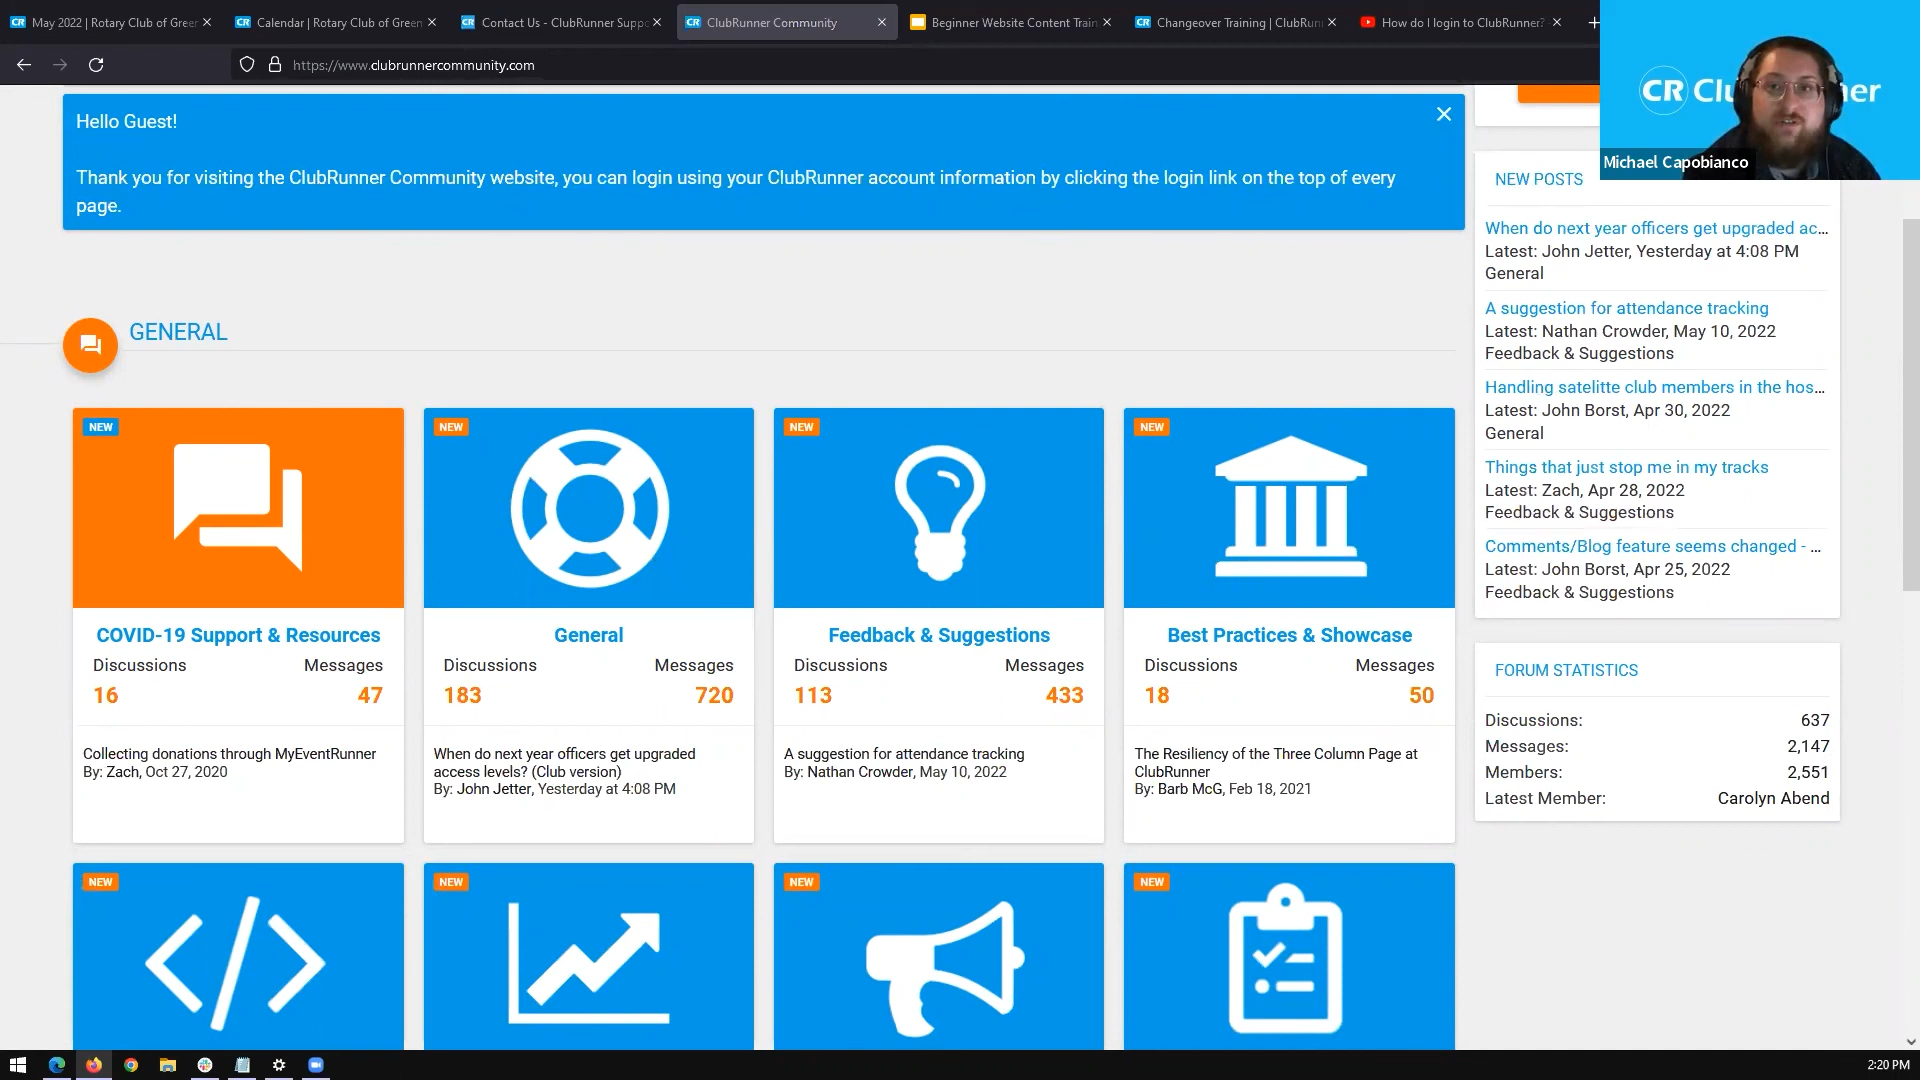 May 2022 | Rotary Club of Green
Calendar | Rotary Club of Green
Contact Us - ClubRunner Suppo
ClubRunner Community
Beginner Website Content Train
Changeover Training | ClubRun
How do I login to ClubRunner?
https://www.clubrunnercommunity.com
CR Clu ner
Michael Capobianco
Hello Guest!
Thank you for visiting the ClubRunner Community website, you can login using your ClubRunner account information by clicking the login link on the top of every
page.
GENERAL
NEW
COVID-19 Support & Resources
Discussions Messages
16 47
Collecting donations through MyEventRunner
By: Zach, Oct 27, 2020
NEW
General
Discussions Messages
183 720
When do next year officers get upgraded
access levels? (Club version)
By: John Jetter, Yesterday at 4:08 PM
NEW
Feedback & Suggestions
Discussions Messages
113 433
A suggestion for attendance tracking
By: Nathan Crowder, May 10, 2022
NEW
Best Practices & Showcase
Discussions Messages
18 50
The Resiliency of the Three Column Page at
ClubRunner
By: Barb McG, Feb 18, 2021
NEW
NEW
NEW
NEW
NEW POSTS
When do next year officers get upgraded ac...
Latest: John Jetter, Yesterday at 4:08 PM
General
A suggestion for attendance tracking
Latest: Nathan Crowder, May 10, 2022
Feedback & Suggestions
Handling satelitte club members in the hos...
Latest: John Borst, Apr 30, 2022
General
Things that just stop me in my tracks
Latest: Zach, Apr 28, 2022
Feedback & Suggestions
Comments/Blog feature seems changed - ...
Latest: John Borst, Apr 25, 2022
Feedback & Suggestions
FORUM STATISTICS
Discussions: 637
Messages: 2,147
Members: 2,551
Latest Member: Carolyn Abend
2:20 PM